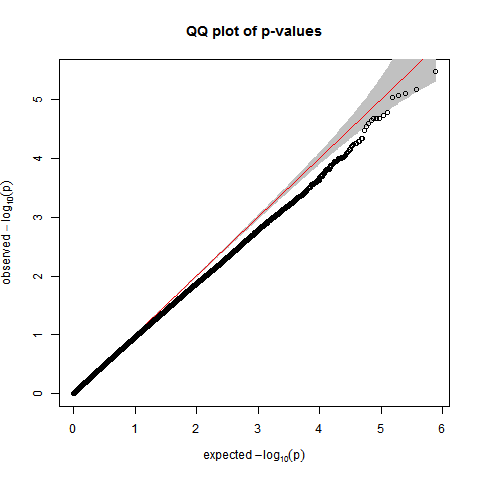 QQ plot of p-values
observed −log10(p)
5
4
3
2
1
0
0 1 2 3 4 5 6
expected −log10(p)